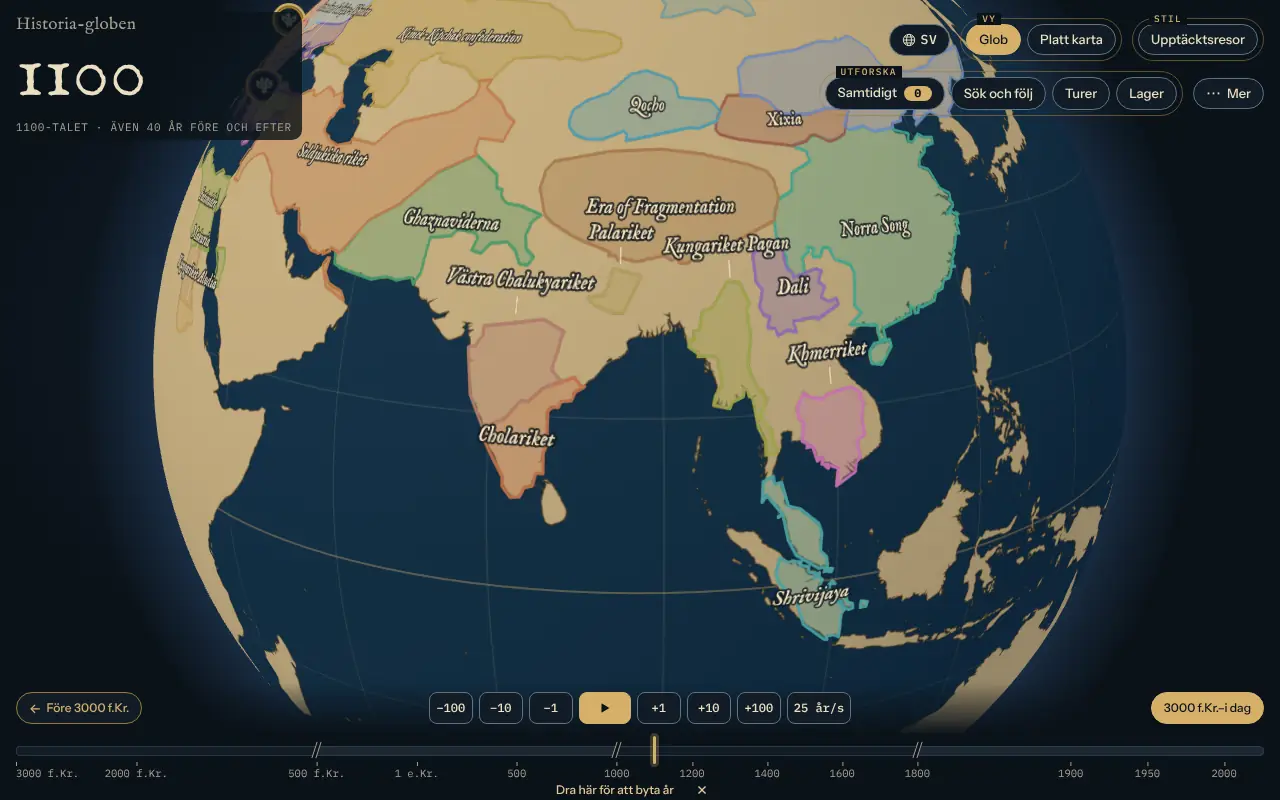 Historia-globen
1100
1100-TALET · ÄVEN 40 ÅR FÖRE OCH EFTER
SV
VY
Glob
Platt karta
STIL
Upptäcktsresor
UTFORSKA
Samtidigt 0
Sök och följ
Turer
Lager
··· Mer
Kimek-Kipchak confederation
Qocho
Xixia
Seldjukiska riket
Ghaznaviderna
Era of Fragmentation
Palariket
Kungariket Pagan
Norra Song
Västra Chalukyariket
Dali
Khmerriket
Cholariket
Shrivijaya
← Före 3000 f.Kr.
−100
−10
−1
+1
+10
+100
25 år/s
3000 f.Kr.–i dag
3000 f.Kr.
2000 f.Kr.
500 f.Kr.
1 e.Kr.
500
1000
1200
1400
1600
1800
1900
1950
2000
Dra här för att byta år ✕